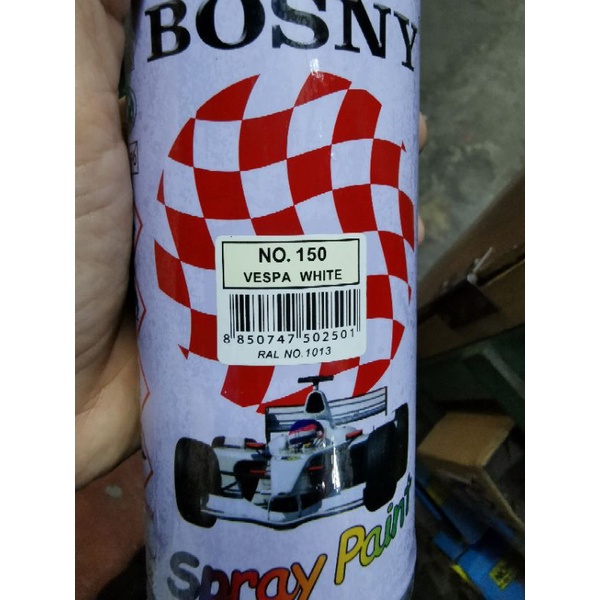 BOSNY
NO. 150
VESPA WHITE
8 850747 502501
RAL NO.1013
Spray Paint